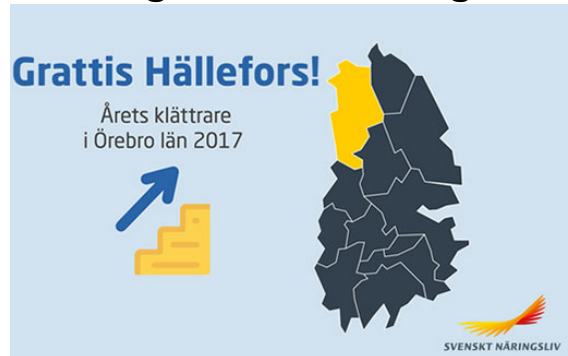 Grattis Hällefors!
Årets klättrare
i Örebro län 2017
SVENSKT NÄRINGSLIV